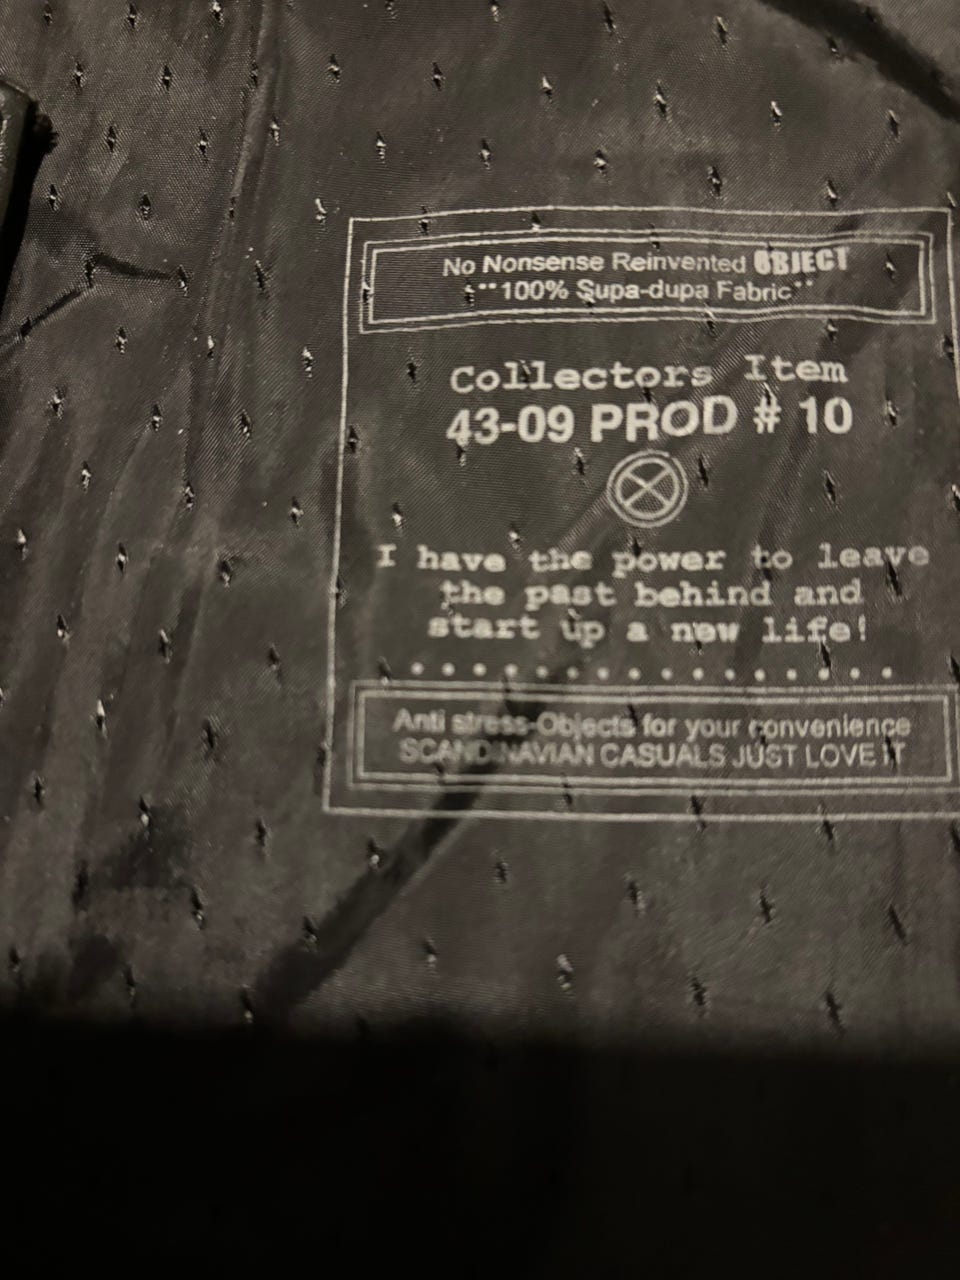 No Nonsense Reinvented OBJECT
**100% Supa-dupa Fabric**
Collectors Item
43-09 PROD # 10
I have the power to leave
the past behind and
start up a new life!
Anti stress-Objects for your convenience
SCANDINAVIAN CASUALS JUST LOVE IT